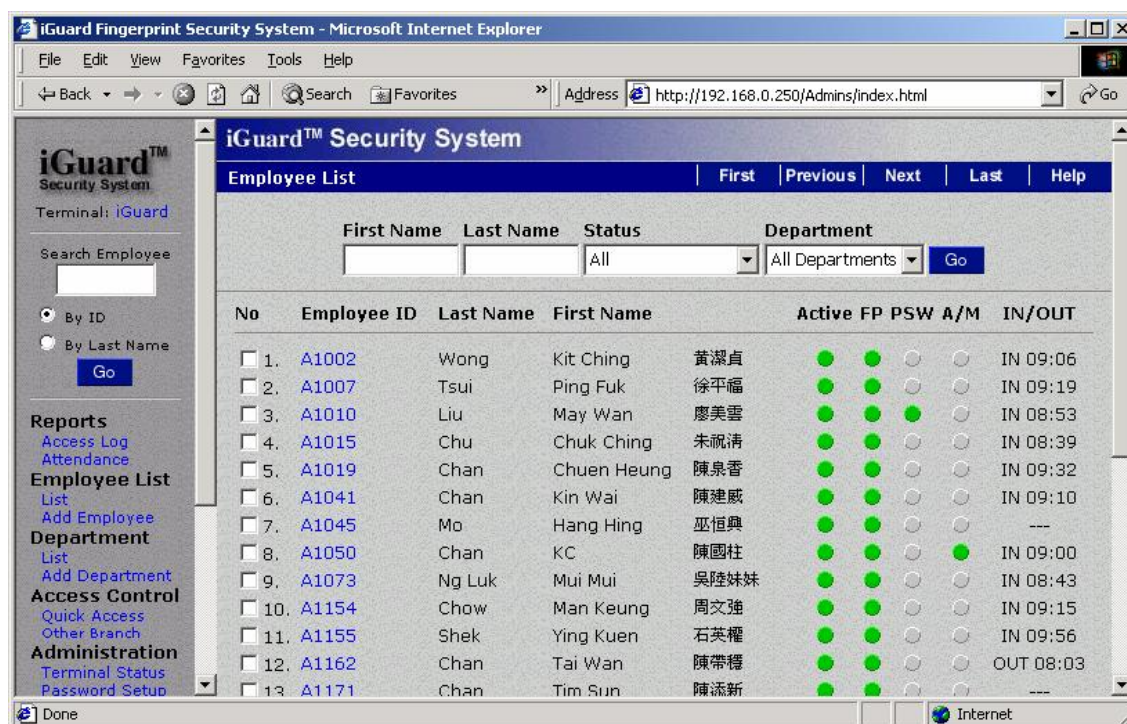 iGuard Fingerprint Security System - Microsoft Internet Explorer
File Edit View Favorites Tools Help
Back Search Favorites » Address http://192.168.0.250/Admins/index.html Go
iGuard™
Security System
Terminal: iGuard
Search Employee
By ID
By Last Name
Go
Reports
Access Log
Attendance
Employee List
List
Add Employee
Department
List
Add Department
Access Control
Quick Access
Other Branch
Administration
Terminal Status
Password Setup
iGuard™ Security System
Employee List | First | Previous | Next | Last | Help
First Name Last Name Status Department
All All Departments Go
No Employee ID Last Name First Name Active FP PSW A/M IN/OUT
1. A1002 Wong Kit Ching 黃潔貞 IN 09:06
2. A1007 Tsui Ping Fuk 徐平福 IN 09:19
3. A1010 Liu May Wan 廖美雲 IN 08:53
4. A1015 Chu Chuk Ching 朱祝清 IN 08:39
5. A1019 Chan Chuen Heung 陳泉香 IN 09:32
6. A1041 Chan Kin Wai 陳建威 IN 09:10
7. A1045 Mo Hang Hing 巫恒興 ---
8. A1050 Chan KC 陳國柱 IN 09:00
9. A1073 Ng Luk Mui Mui 吳陸妹妹 IN 08:43
10. A1154 Chow Man Keung 周文強 IN 09:15
11. A1155 Shek Ying Kuen 石英權 IN 09:56
12. A1162 Chan Tai Wan 陳帶穩 OUT 08:03
13. A1171 Chan Tim Sun 陳添新 ---
Done Internet